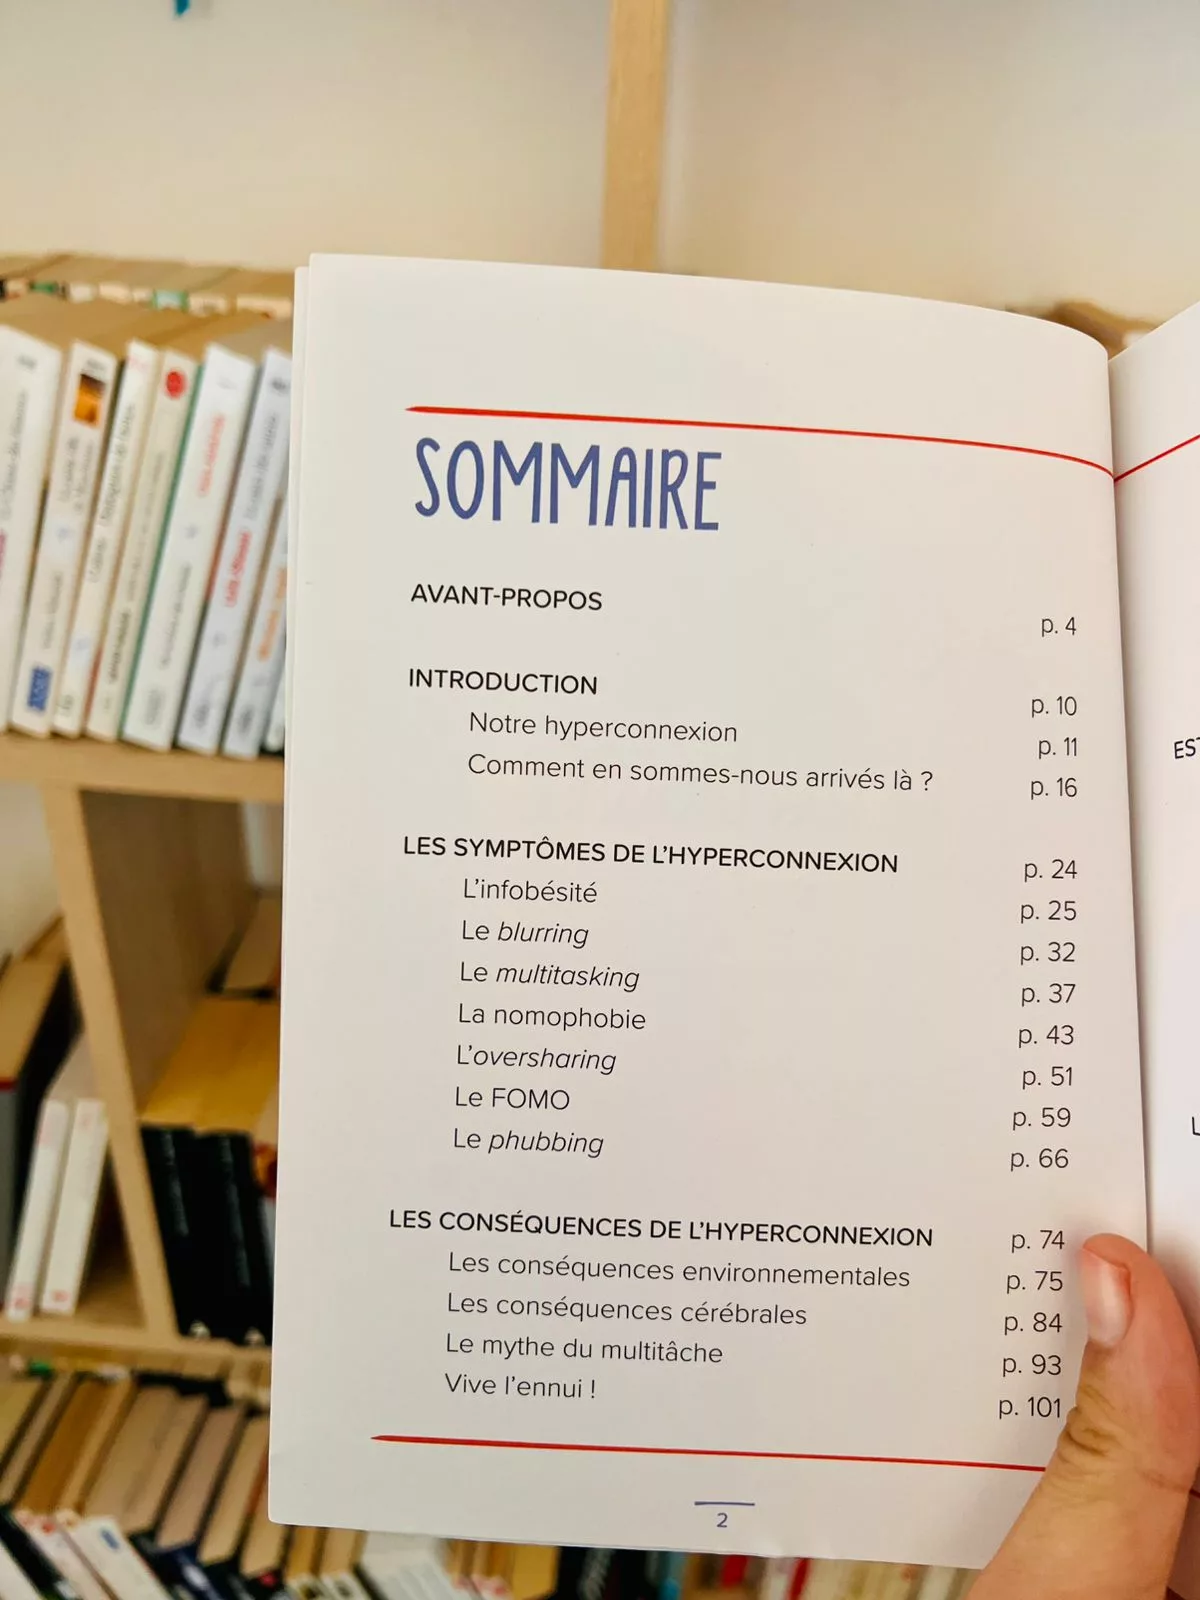 SOMMAIRE
AVANT-PROPOS p. 4
INTRODUCTION p. 10
Notre hyperconnexion p. 11
Comment en sommes-nous arrivés là ? p. 16
LES SYMPTÔMES DE L'HYPERCONNEXION p. 24
L'infobésité p. 25
Le blurring p. 32
Le multitasking p. 37
La nomophobie p. 43
L'oversharing p. 51
Le FOMO p. 59
Le phubbing p. 66
LES CONSÉQUENCES DE L'HYPERCONNEXION p. 74
Les conséquences environnementales p. 75
Les conséquences cérébrales p. 84
Le mythe du multitâche p. 93
Vive l'ennui ! p. 101
2